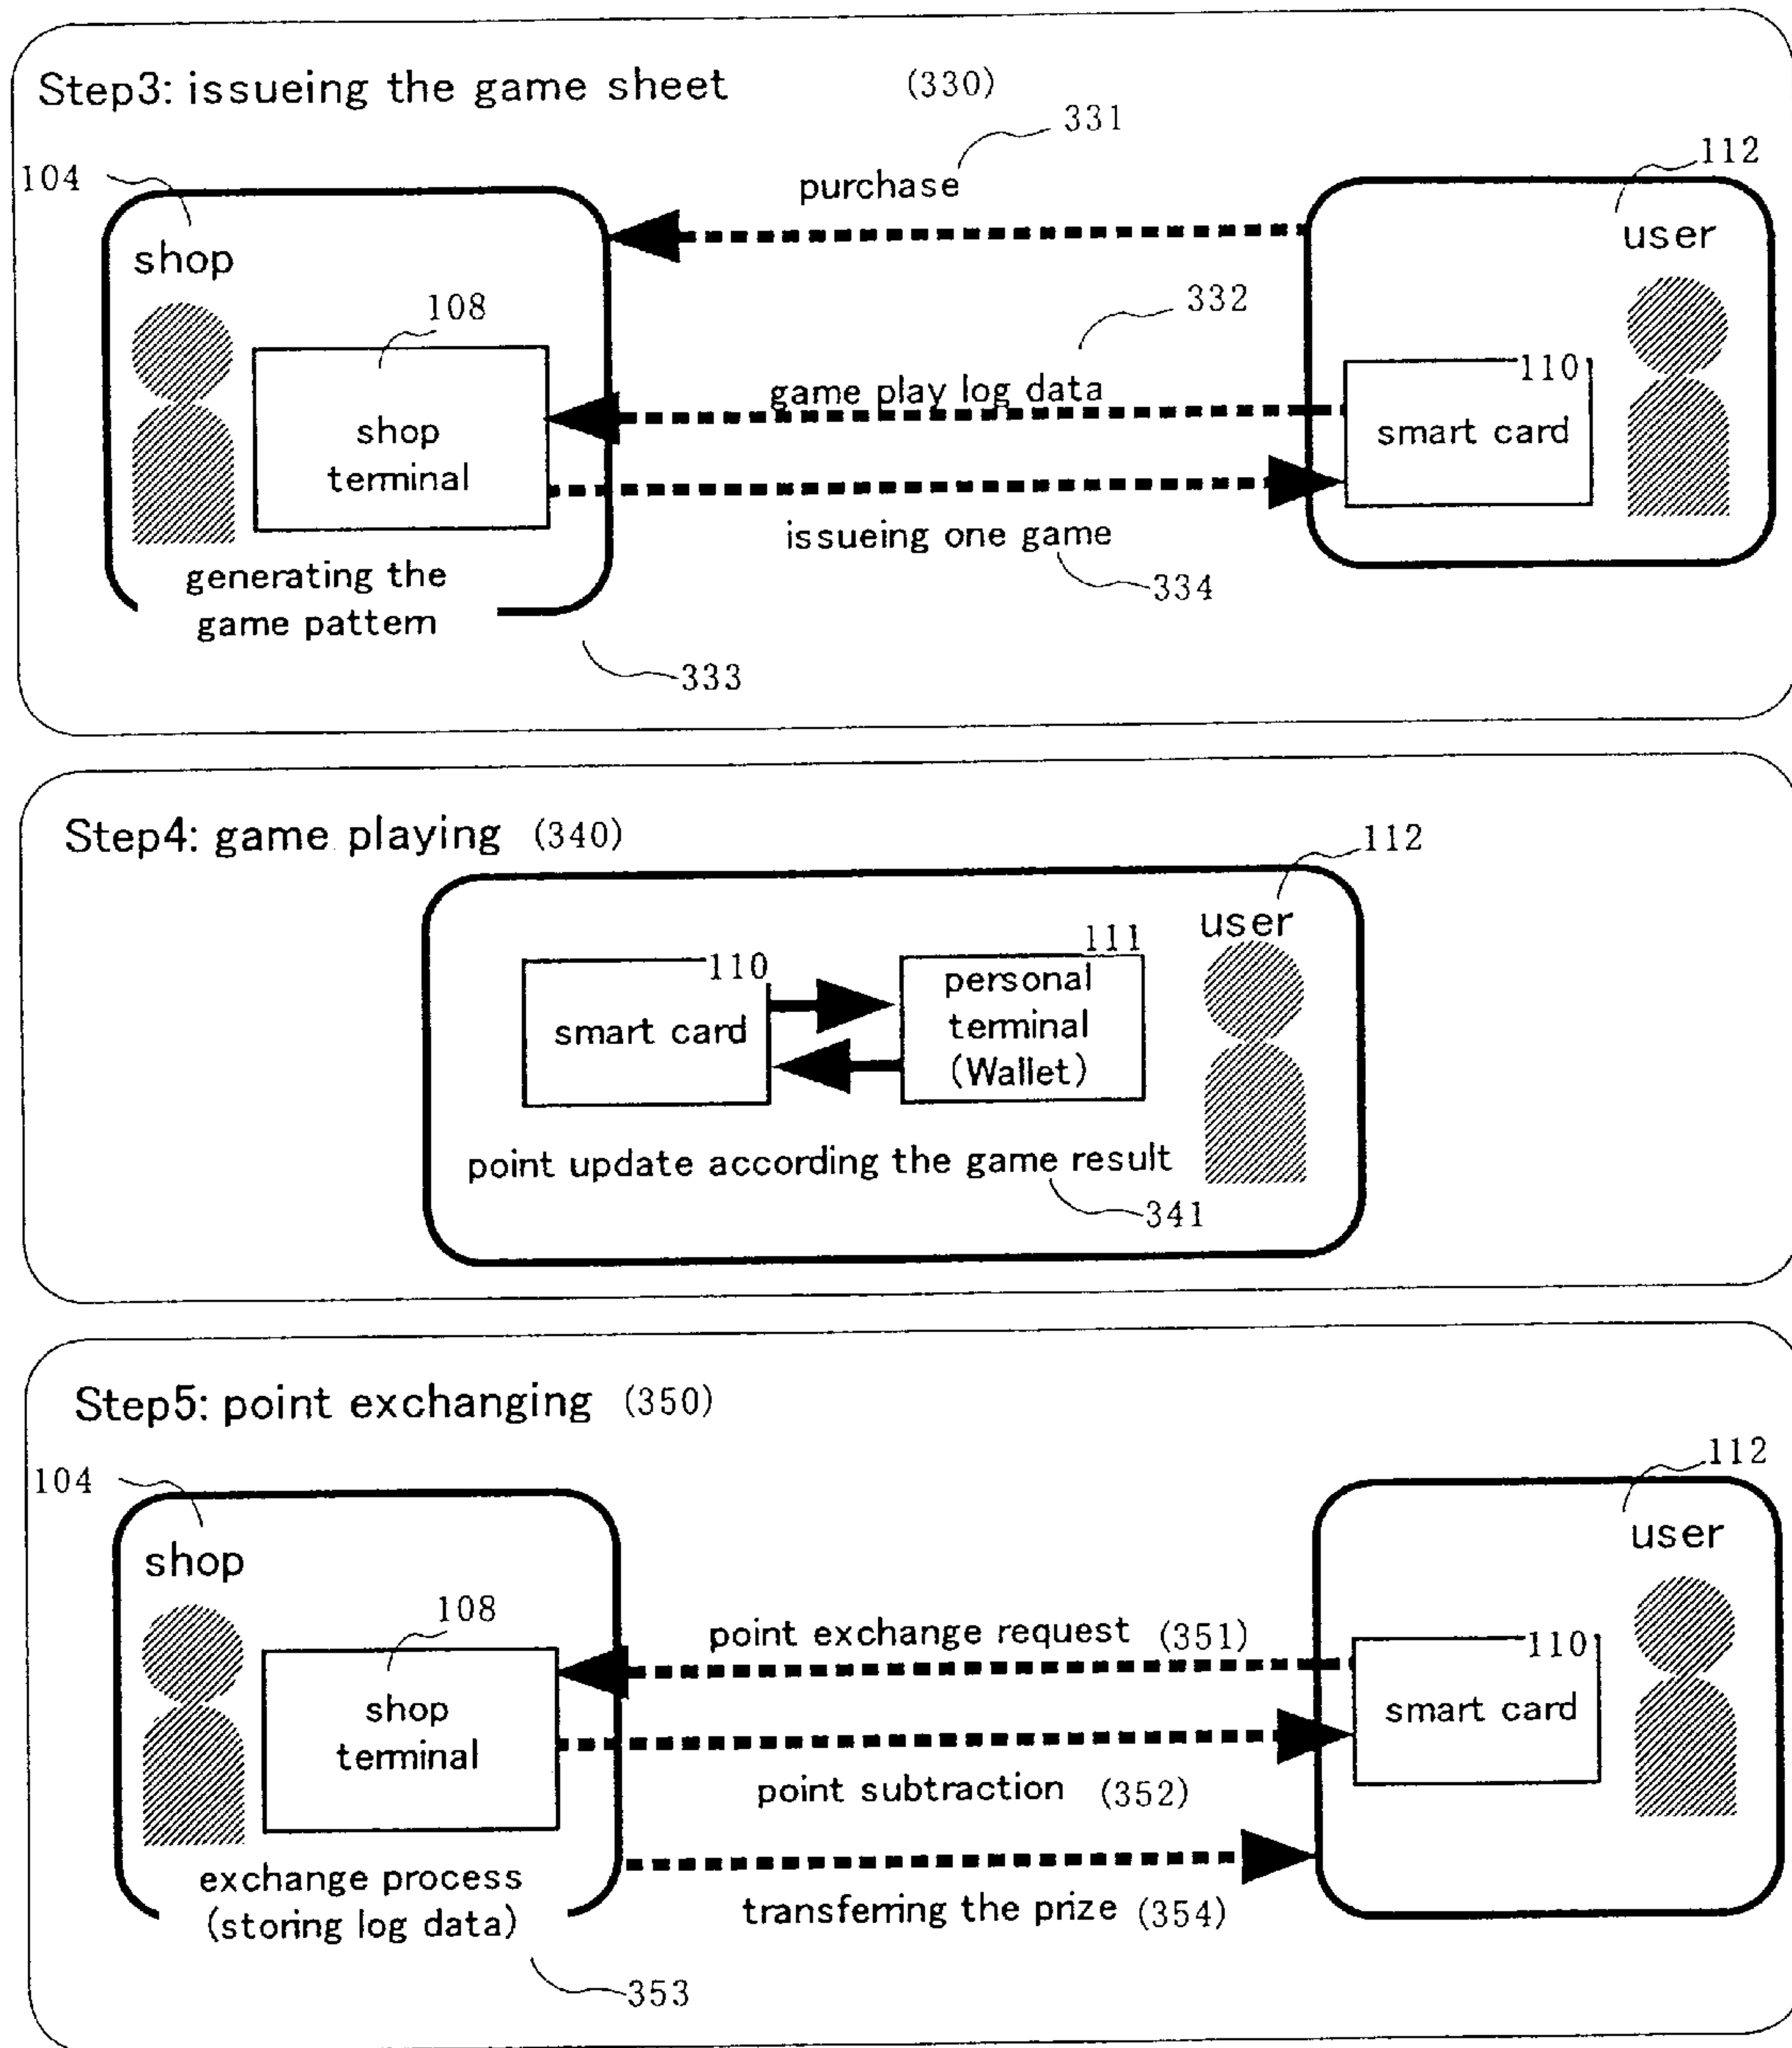 Step3: issueing the game sheet (330)
331
purchase
104
112
shop
user
332
108
110
game play log data
shop
terminal
smart card
issueing one game
334
generating the
game pattern
333
Step4: game playing (340)
112
user
110
111
smart card
personal
terminal
(Wallet)
point update according the game result
341
Step5: point exchanging (350)
104
112
shop
user
108
110
point exchange request (351)
shop
terminal
smart card
point subtraction (352)
exchange process
(storing log data)
transferring the prize (354)
353